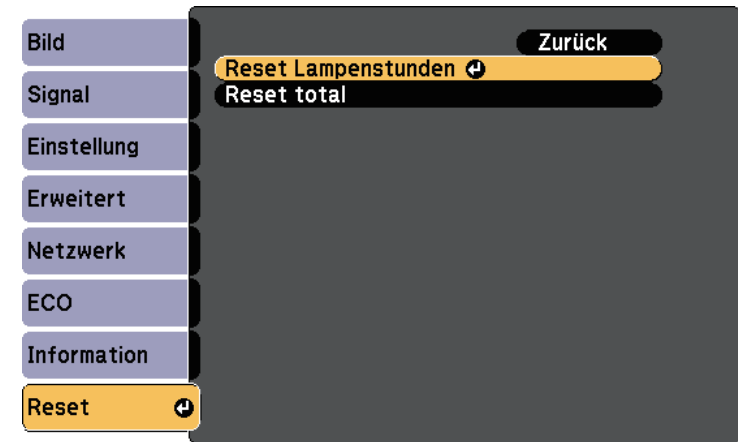 Bild
Signal
Einstellung
Erweitert
Netzwerk
ECO
Information
Reset
Zurück
Reset Lampenstunden
Reset total